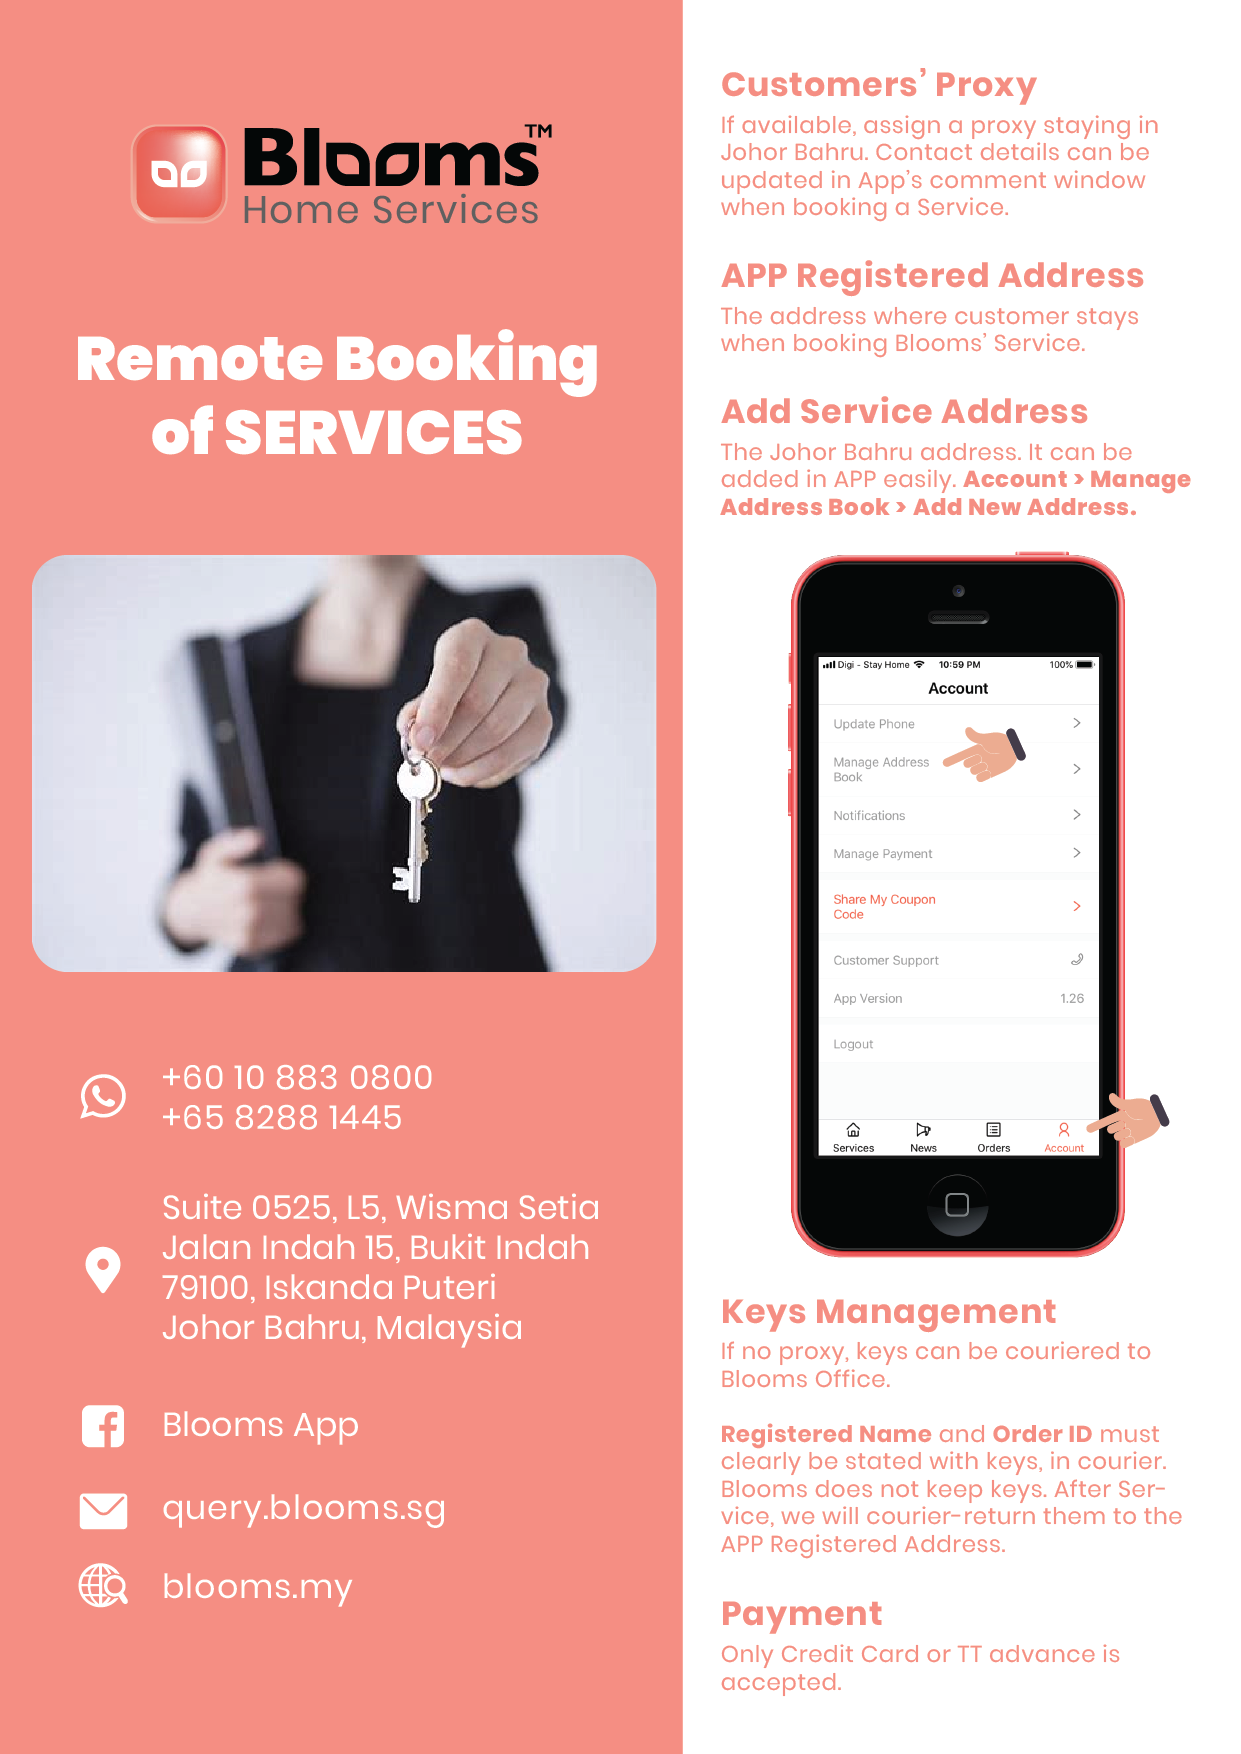 Blooms™
Home Services
Remote Booking
of SERVICES
+60 10 883 0800
+65 8288 1445
Suite 0525, L5, Wisma Setia
Jalan Indah 15, Bukit Indah
79100, Iskanda Puteri
Johor Bahru, Malaysia
Blooms App
query.blooms.sg
blooms.my
Customers’ Proxy
If available, assign a proxy staying in
Johor Bahru. Contact details can be
updated in App’s comment window
when booking a Service.
APP Registered Address
The address where customer stays
when booking Blooms’ Service.
Add Service Address
The Johor Bahru address. It can be
added in APP easily. Account > Manage
Address Book > Add New Address.
Digi - Stay Home 10:59 PM 100%
Account
Update Phone
Manage Address
Book
Notifications
Manage Payment
Share My Coupon
Code
Customer Support
App Version 1.26
Logout
Services News Orders Account
Keys Management
If no proxy, keys can be couriered to
Blooms Office.
Registered Name and Order ID must
clearly be stated with keys, in courier.
Blooms does not keep keys. After Ser-
vice, we will courier-return them to the
APP Registered Address.
Payment
Only Credit Card or TT advance is
accepted.